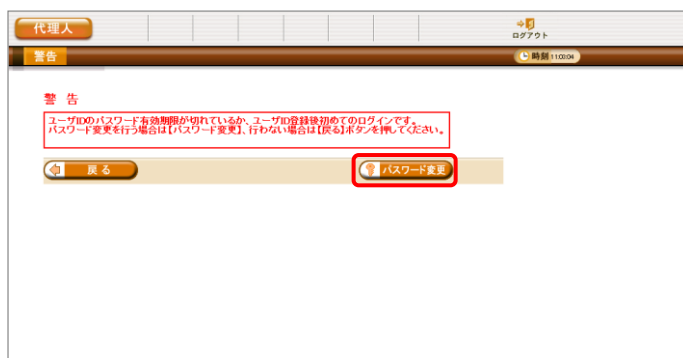 代理人
ログアウト
警告
時刻 11:00:04
警 告
ユーザIDのパスワード有効期限が切れているか、ユーザID登録後初めてのログインです。
パスワード変更を行う場合は【パスワード変更】、行わない場合は【戻る】ボタンを押してください。
戻る
パスワード変更